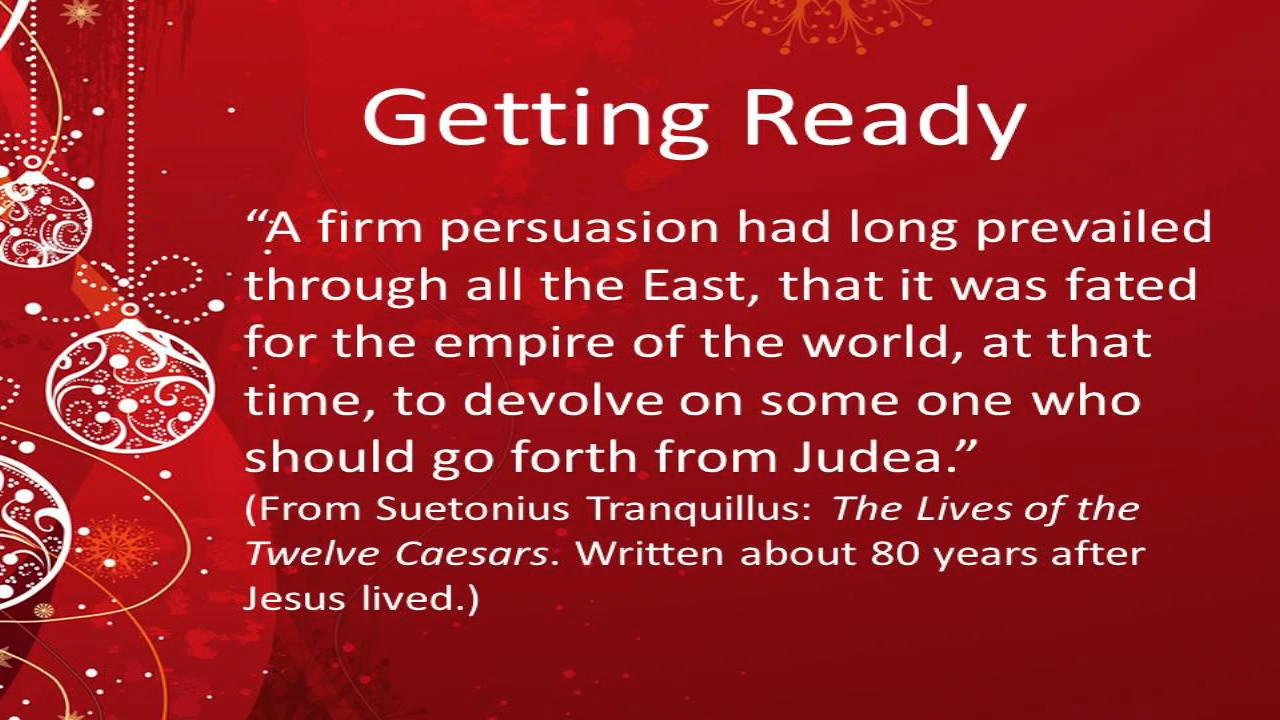 Getting Ready
“A firm persuasion had long prevailed
through all the East, that it was fated
for the empire of the world, at that
time, to devolve on some one who
should go forth from Judea.”
(From Suetonius Tranquillus: The Lives of the
Twelve Caesars. Written about 80 years after
Jesus lived.)